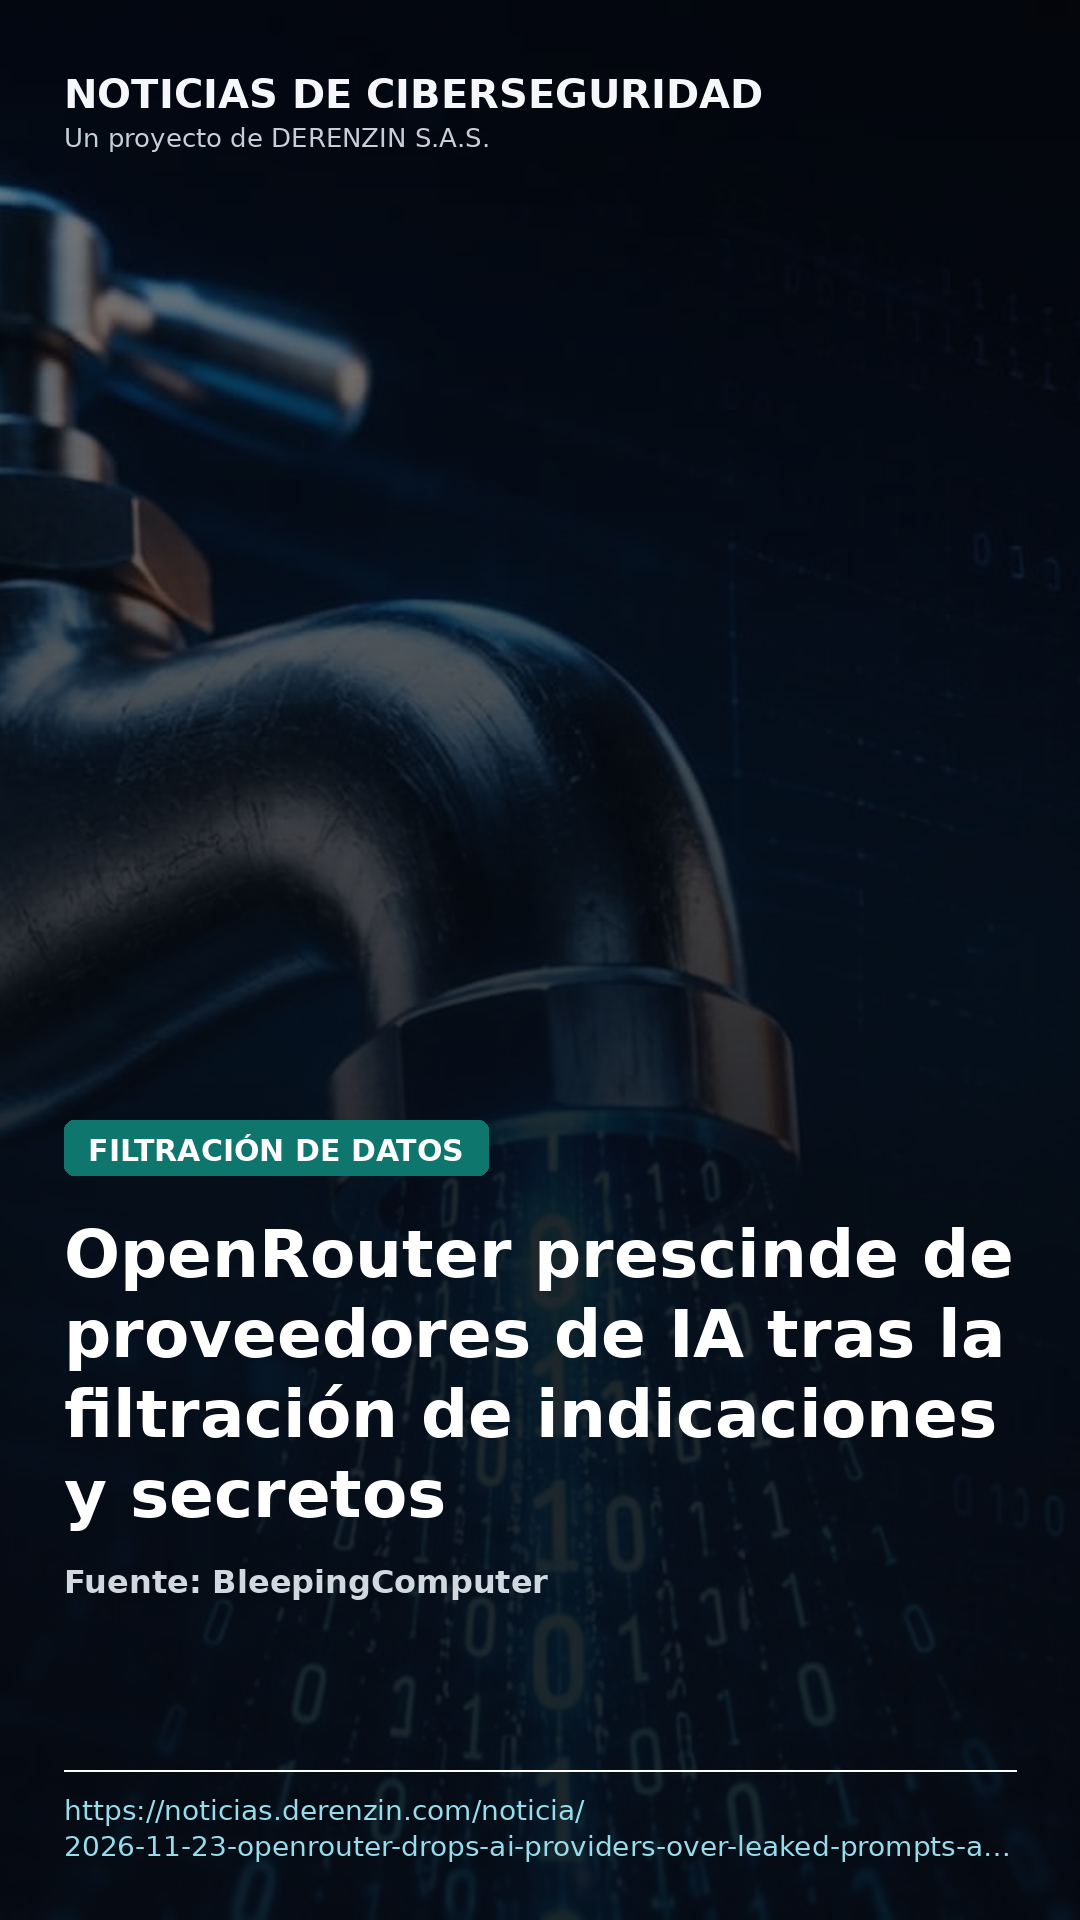 NOTICIAS DE CIBERSEGURIDAD
Un proyecto de DERENZIN S.A.S.
FILTRACIÓN DE DATOS
OpenRouter prescinde de
proveedores de IA tras la
filtración de indicaciones
y secretos
Fuente: BleepingComputer
https://noticias.derenzin.com/noticia/
2026-11-23-openrouter-drops-ai-providers-over-leaked-prompts-a…